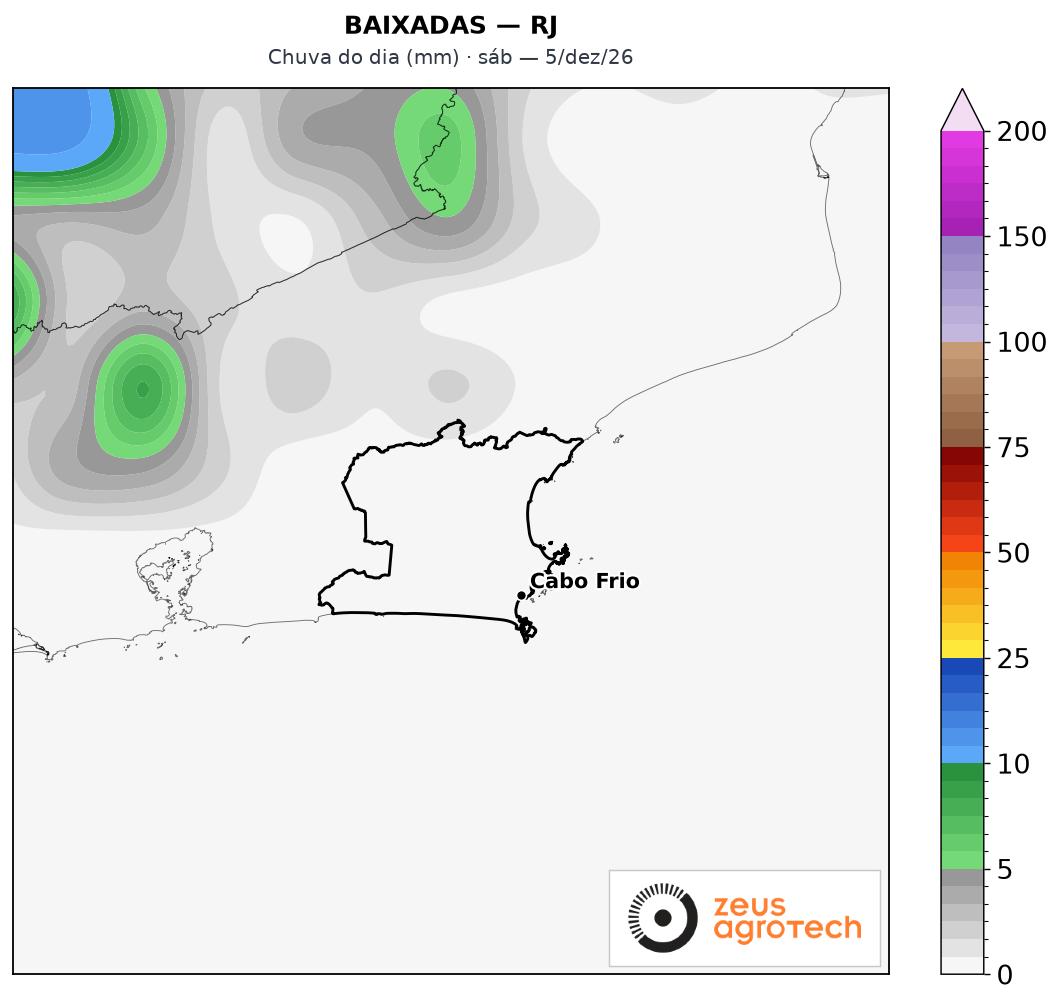 BAIXADAS — RJ
Chuva do dia (mm) · sáb — 5/dez/26
200
150
100
75
50
25
10
5
0
Cabo Frio
zeus
agrotech